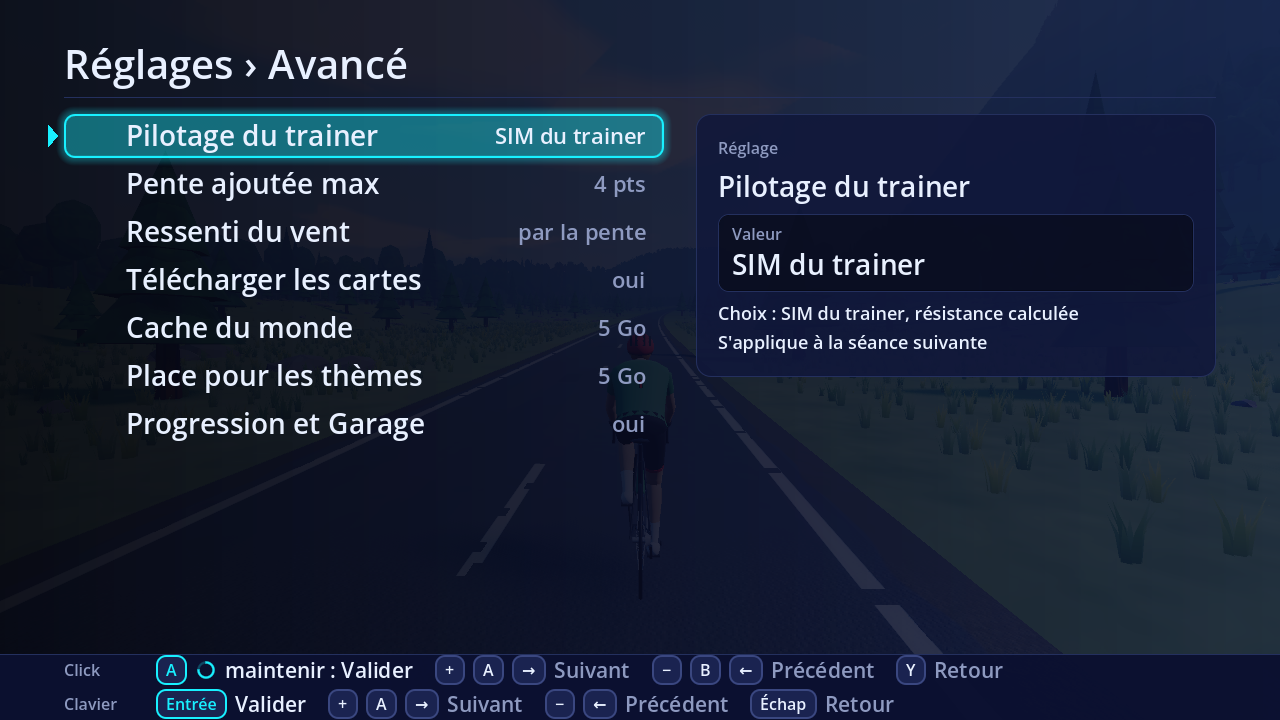 Réglages › Avancé
Pilotage du trainer SIM du trainer
Pente ajoutée max 4 pts
Ressenti du vent par la pente
Télécharger les cartes oui
Cache du monde 5 Go
Place pour les thèmes 5 Go
Progression et Garage oui
Réglage
Pilotage du trainer
Valeur
SIM du trainer
Choix : SIM du trainer, résistance calculée
S'applique à la séance suivante
Click A maintenir : Valider + A → Suivant − B ← Précédent Y Retour
Clavier Entrée Valider + A → Suivant − ← Précédent Échap Retour